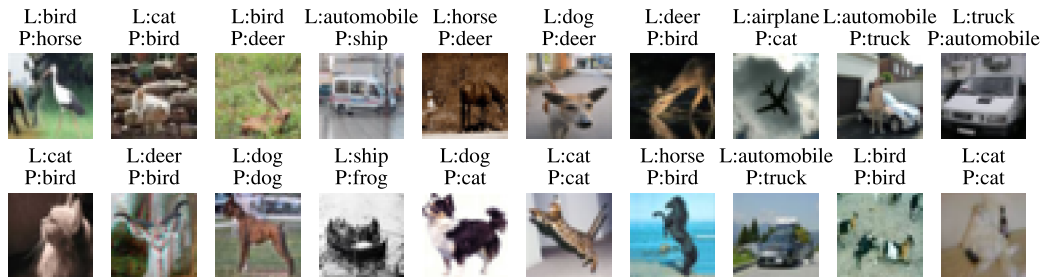 L:bird L:cat L:bird L:automobile L:horse L:dog L:deer L:airplane L:automobile L:truck
P:horse P:bird P:deer P:ship P:deer P:deer P:bird P:cat P:truck P:automobile
L:cat L:deer L:dog L:ship L:dog L:cat L:horse L:automobile L:bird L:cat
P:bird P:bird P:dog P:frog P:cat P:cat P:bird P:truck P:bird P:cat